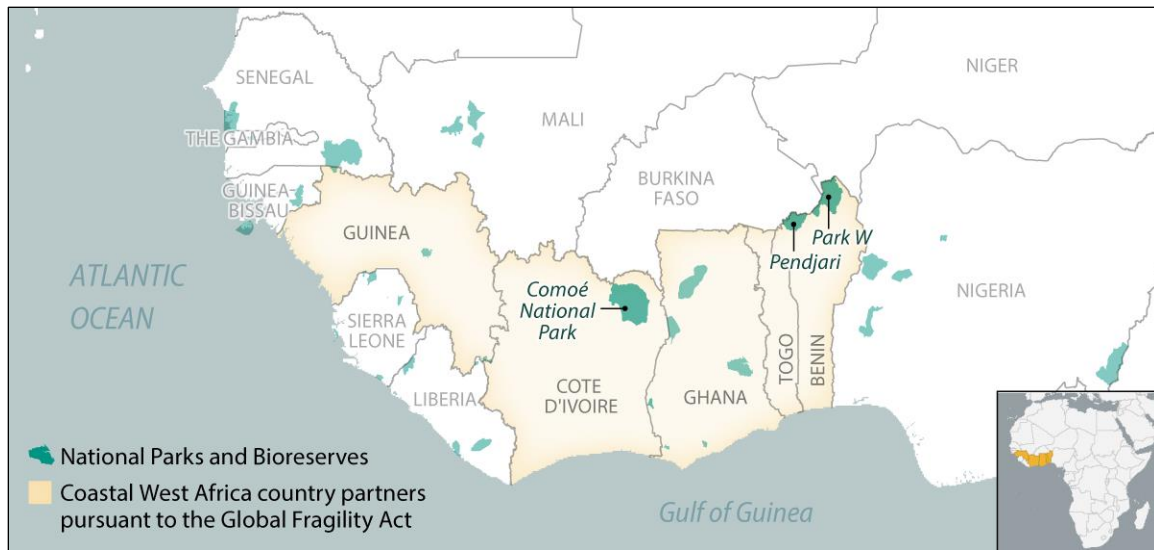 SENEGAL
NIGER
MALI
THE GAMBIA
BURKINA
FASO
GUINEA-
BISSAU
GUINEA
Park W
Pendjari
ATLANTIC
OCEAN
Comoé
National
Park
NIGERIA
SIERRA
LEONE
TOGO
BENIN
COTE
D'IVOIRE
GHANA
LIBERIA
National Parks and Bioreserves
Coastal West Africa country partners
pursuant to the Global Fragility Act
Gulf of Guinea